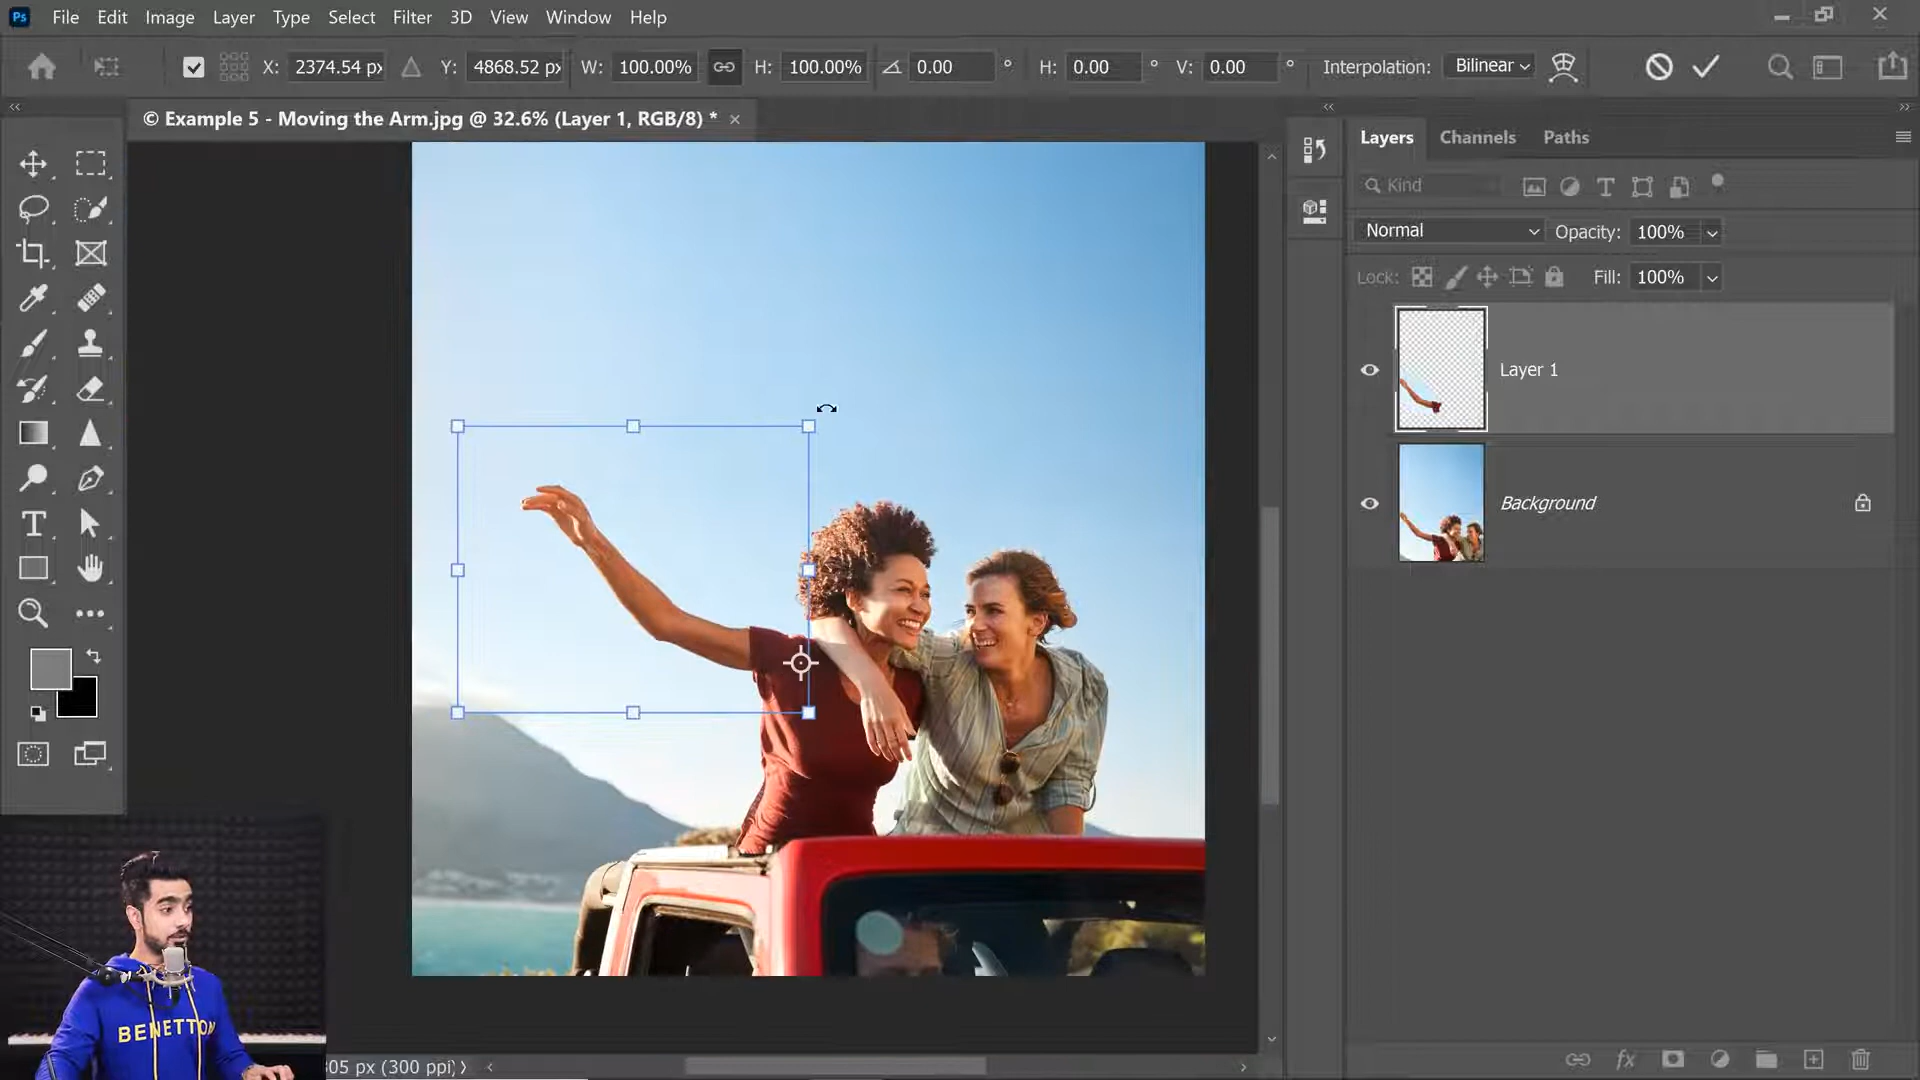 Ps File Edit Image Layer Type Select Filter 3D View Window Help
X: 2374.54 px Y: 4868.52 px W: 100.00% H: 100.00% 0.00 ° H: 0.00 ° V: 0.00 ° Interpolation: Bilinear
© Example 5 - Moving the Arm.jpg @ 32.6% (Layer 1, RGB/8) *
Layers Channels Paths
Kind
Normal Opacity: 100%
Lock: Fill: 100%
Layer 1
Background
BENETTON
305 px (300 ppi)
fx